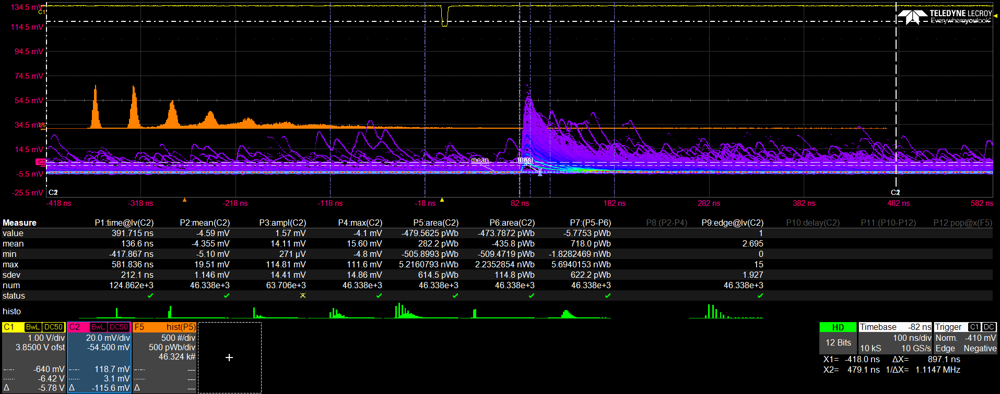 134.5 mV
C1
TELEDYNE LECROY
Everywhereyoulook
114.5 mV
94.5 mV
74.5 mV
54.5 mV
34.5 mV
14.5 mV
mean
-5.5 mV
-25.5 mV
-418 ns -318 ns -218 ns -118 ns -18 ns 82 ns 182 ns 282 ns 382 ns 482 ns 582 ns
Measure P1:time@lv(C2) P2:mean(C2) P3:ampl(C2) P4:max(C2) P5:area(C2) P6:area(C2) P7:(P5-P6) P8:(P2-P4) P9:edge@lv(C2) P10:delay(C2) P11:(P10-P12) P12:pop@x(F5)
value 391.715 ns -4.59 mV 1.57 mV -4.1 mV -479.5625 pWb -473.7872 pWb -5.7753 pWb 1
mean 136.6 ns -4.355 mV 14.11 mV 15.60 mV 282.2 pWb -435.8 pWb 718.0 pWb 2.695
min -417.867 ns -5.10 mV 271 µV -4.8 mV -505.8993 pWb -509.4719 pWb -1.8282469 nWb 0
max 581.836 ns 19.51 mV 114.81 mV 111.6 mV 5.2160793 nWb 2.2352854 nWb 5.6940153 nWb 15
sdev 212.1 ns 1.146 mV 14.41 mV 14.86 mV 614.5 pWb 114.8 pWb 622.2 pWb 1.927
num 124.862e+3 46.338e+3 63.706e+3 46.338e+3 46.338e+3 46.338e+3 46.338e+3 46.338e+3
status
histo
C1 BwL DC50 C2 BwL DC50 F5 hist(P5) HD Timebase -82 ns Trigger C1 DC
1.00 V/div 20.0 mV/div 500 #/div 100 ns/div Norm. -410 mV
3.8500 V ofst -54.500 mV 500 pWb/div 12 Bits 10 kS 10 GS/s Edge Negative
46.324 k#
X1= -418.0 ns ΔX= 897.1 ns
-640 mV 118.7 mV --- X2= 479.1 ns 1/ΔX= 1.1147 MHz
-6.42 V 3.1 mV ---
Δ -5.78 V Δ -115.6 mV Δ ---